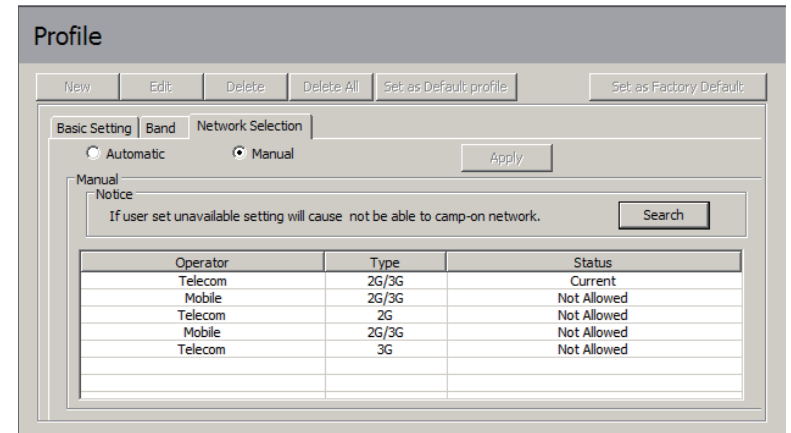 Profile
New Edit Delete Delete All Set as Default profile Set as Factory Default
Basic Setting Band Network Selection
Automatic Manual Apply
Manual
Notice
If user set unavailable setting will cause not be able to camp-on network. Search
Operator Type Status
Telecom 2G/3G Current
Mobile 2G/3G Not Allowed
Telecom 2G Not Allowed
Mobile 2G/3G Not Allowed
Telecom 3G Not Allowed